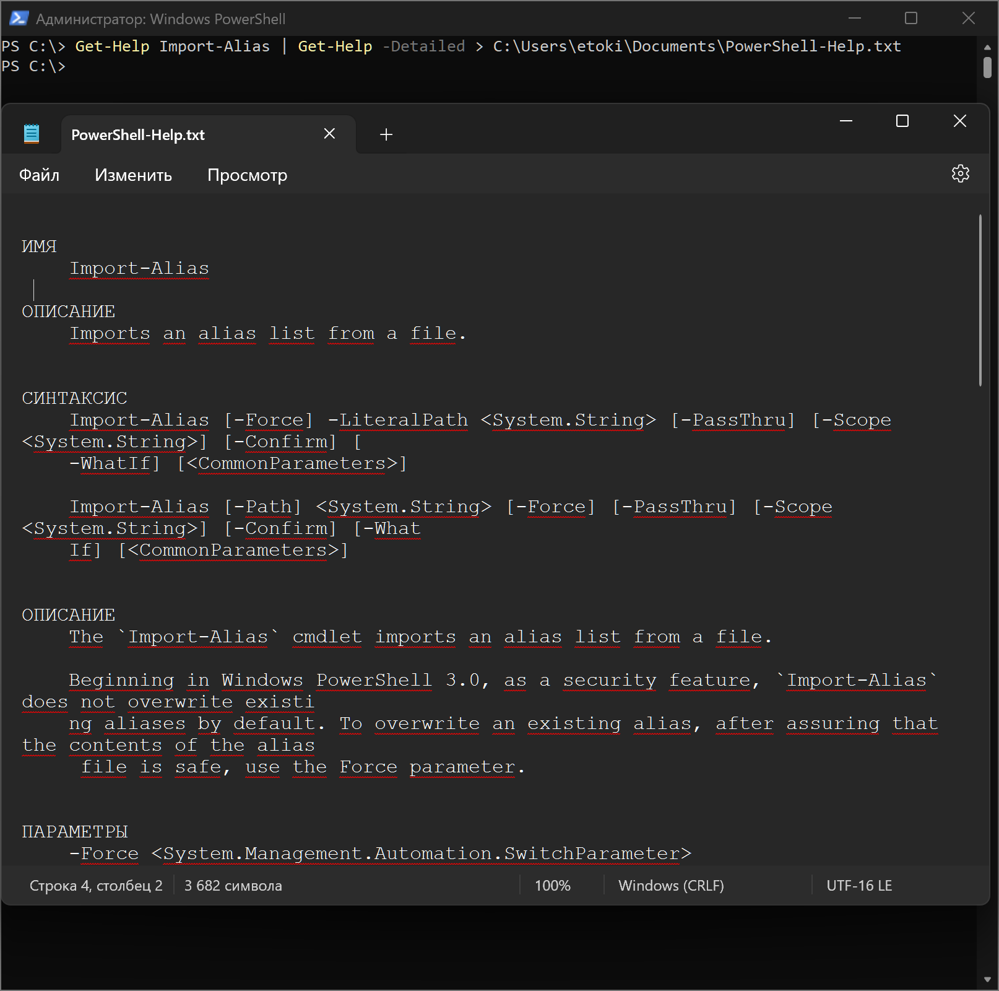 Администратор: Windows PowerShell
PS C:\> Get-Help Import-Alias | Get-Help -Detailed > C:\Users\etoki\Documents\PowerShell-Help.txt
PS C:\>
PowerShell-Help.txt
Файл Изменить Просмотр
ИМЯ
Import-Alias
ОПИСАНИЕ
Imports an alias list from a file.
СИНТАКСИС
Import-Alias [-Force] -LiteralPath <System.String> [-PassThru] [-Scope
<System.String>] [-Confirm] [
-WhatIf] [<CommonParameters>]
Import-Alias [-Path] <System.String> [-Force] [-PassThru] [-Scope
<System.String>] [-Confirm] [-What
If] [<CommonParameters>]
ОПИСАНИЕ
The `Import-Alias` cmdlet imports an alias list from a file.
Beginning in Windows PowerShell 3.0, as a security feature, `Import-Alias`
does not overwrite existi
ng aliases by default. To overwrite an existing alias, after assuring that
the contents of the alias
file is safe, use the Force parameter.
ПАРАМЕТРЫ
-Force <System.Management.Automation.SwitchParameter>
Строка 4, столбец 2 3 682 символа 100% Windows (CRLF) UTF-16 LE